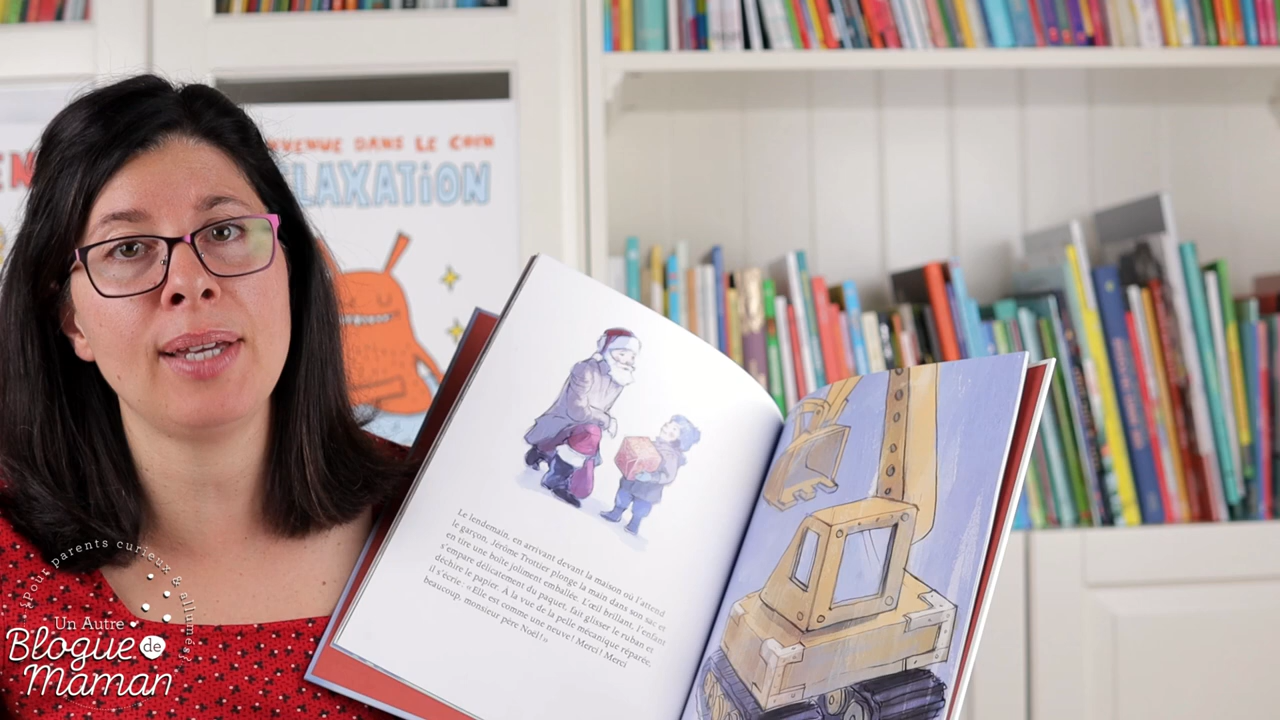 EN
NVENUE DANS LE COIN
LAXATION
Le lendemain, en arrivant devant la maison où l'attend
le garçon, Jérôme Trottier plonge la main dans son sac et
en tire une boîte joliment emballée. L'œil brillant, l'enfant
s'empare délicatement du paquet, fait glisser le ruban et
déchire le papier. À la vue de la pelle mécanique réparée,
il s'écrie : « Elle est comme une neuve ! Merci ! Merci
beaucoup, monsieur père Noël ! »
{Pour parents curieux & allumés}
Un Autre
Blogue de
Maman